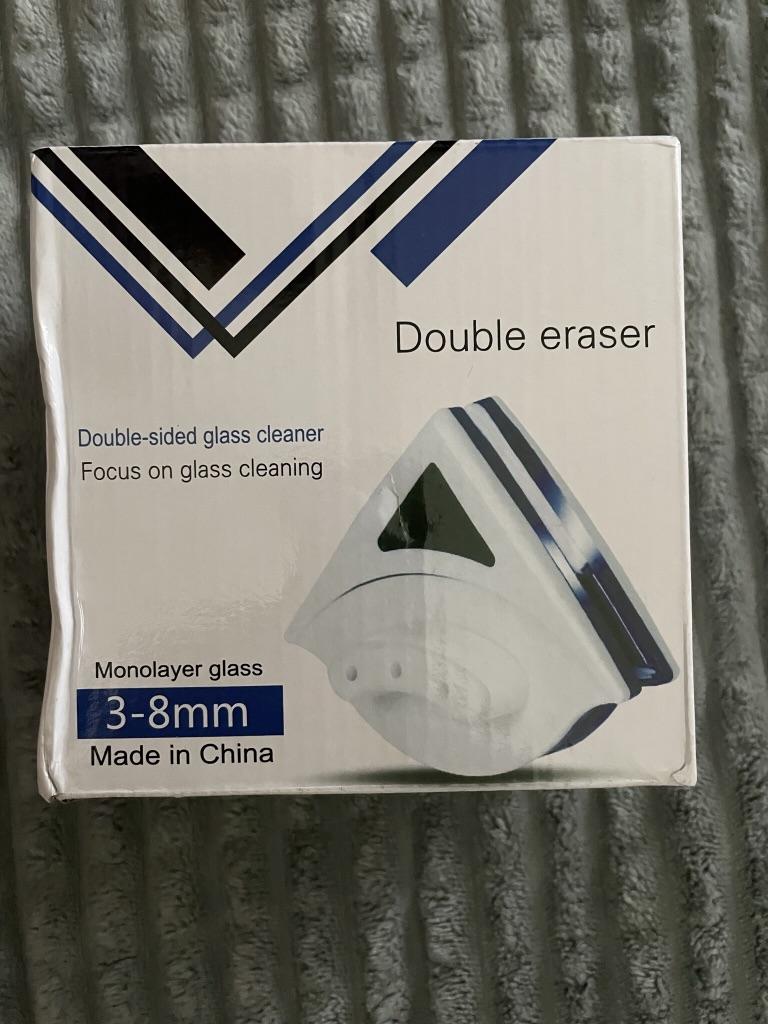 Double eraser
Double-sided glass cleaner
Focus on glass cleaning
Monolayer glass
3-8mm
Made in China